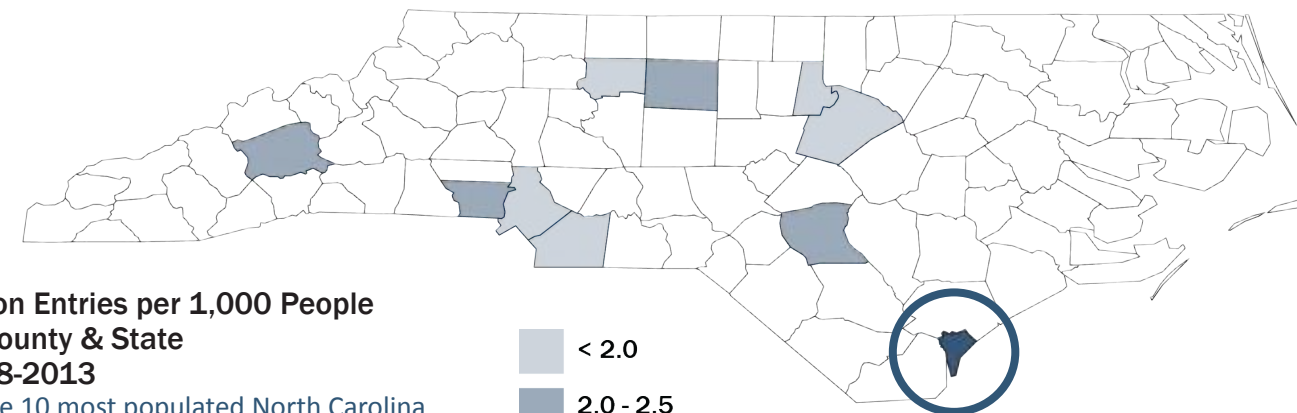 on Entries per 1,000 People
ounty & State
8-2013
e 10 most populated North Carolina
< 2.0
2.0 - 2.5